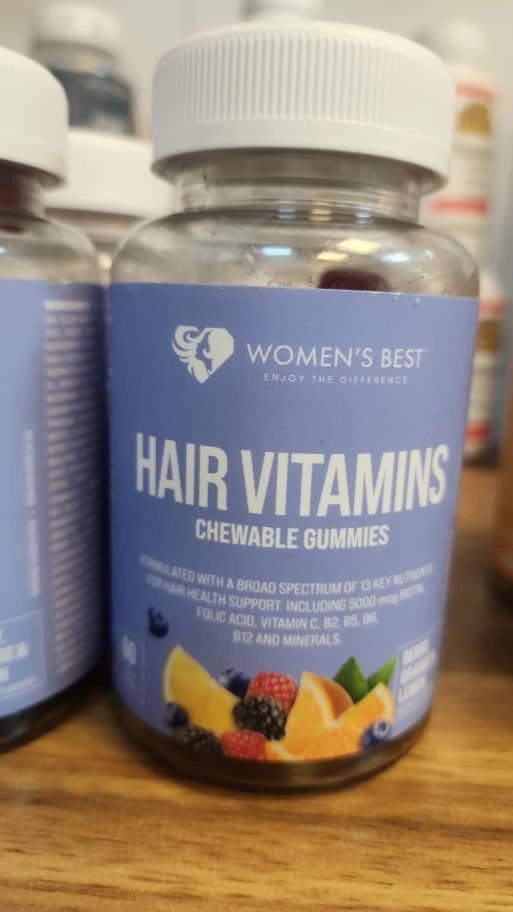 WOMEN'S BEST
ENJOY THE DIFFERENCE
HAIR VITAMINS
CHEWABLE GUMMIES
FORMULATED WITH A BROAD SPECTRUM OF 13 KEY NUTRIENTS
FOR HAIR HEALTH SUPPORT. INCLUDING 5000 mcg BIOTIN,
FOLIC ACID, VITAMIN C, B2, B5, B6,
B12 AND MINERALS.
60
BERRY,
ORANGE &
LEMON